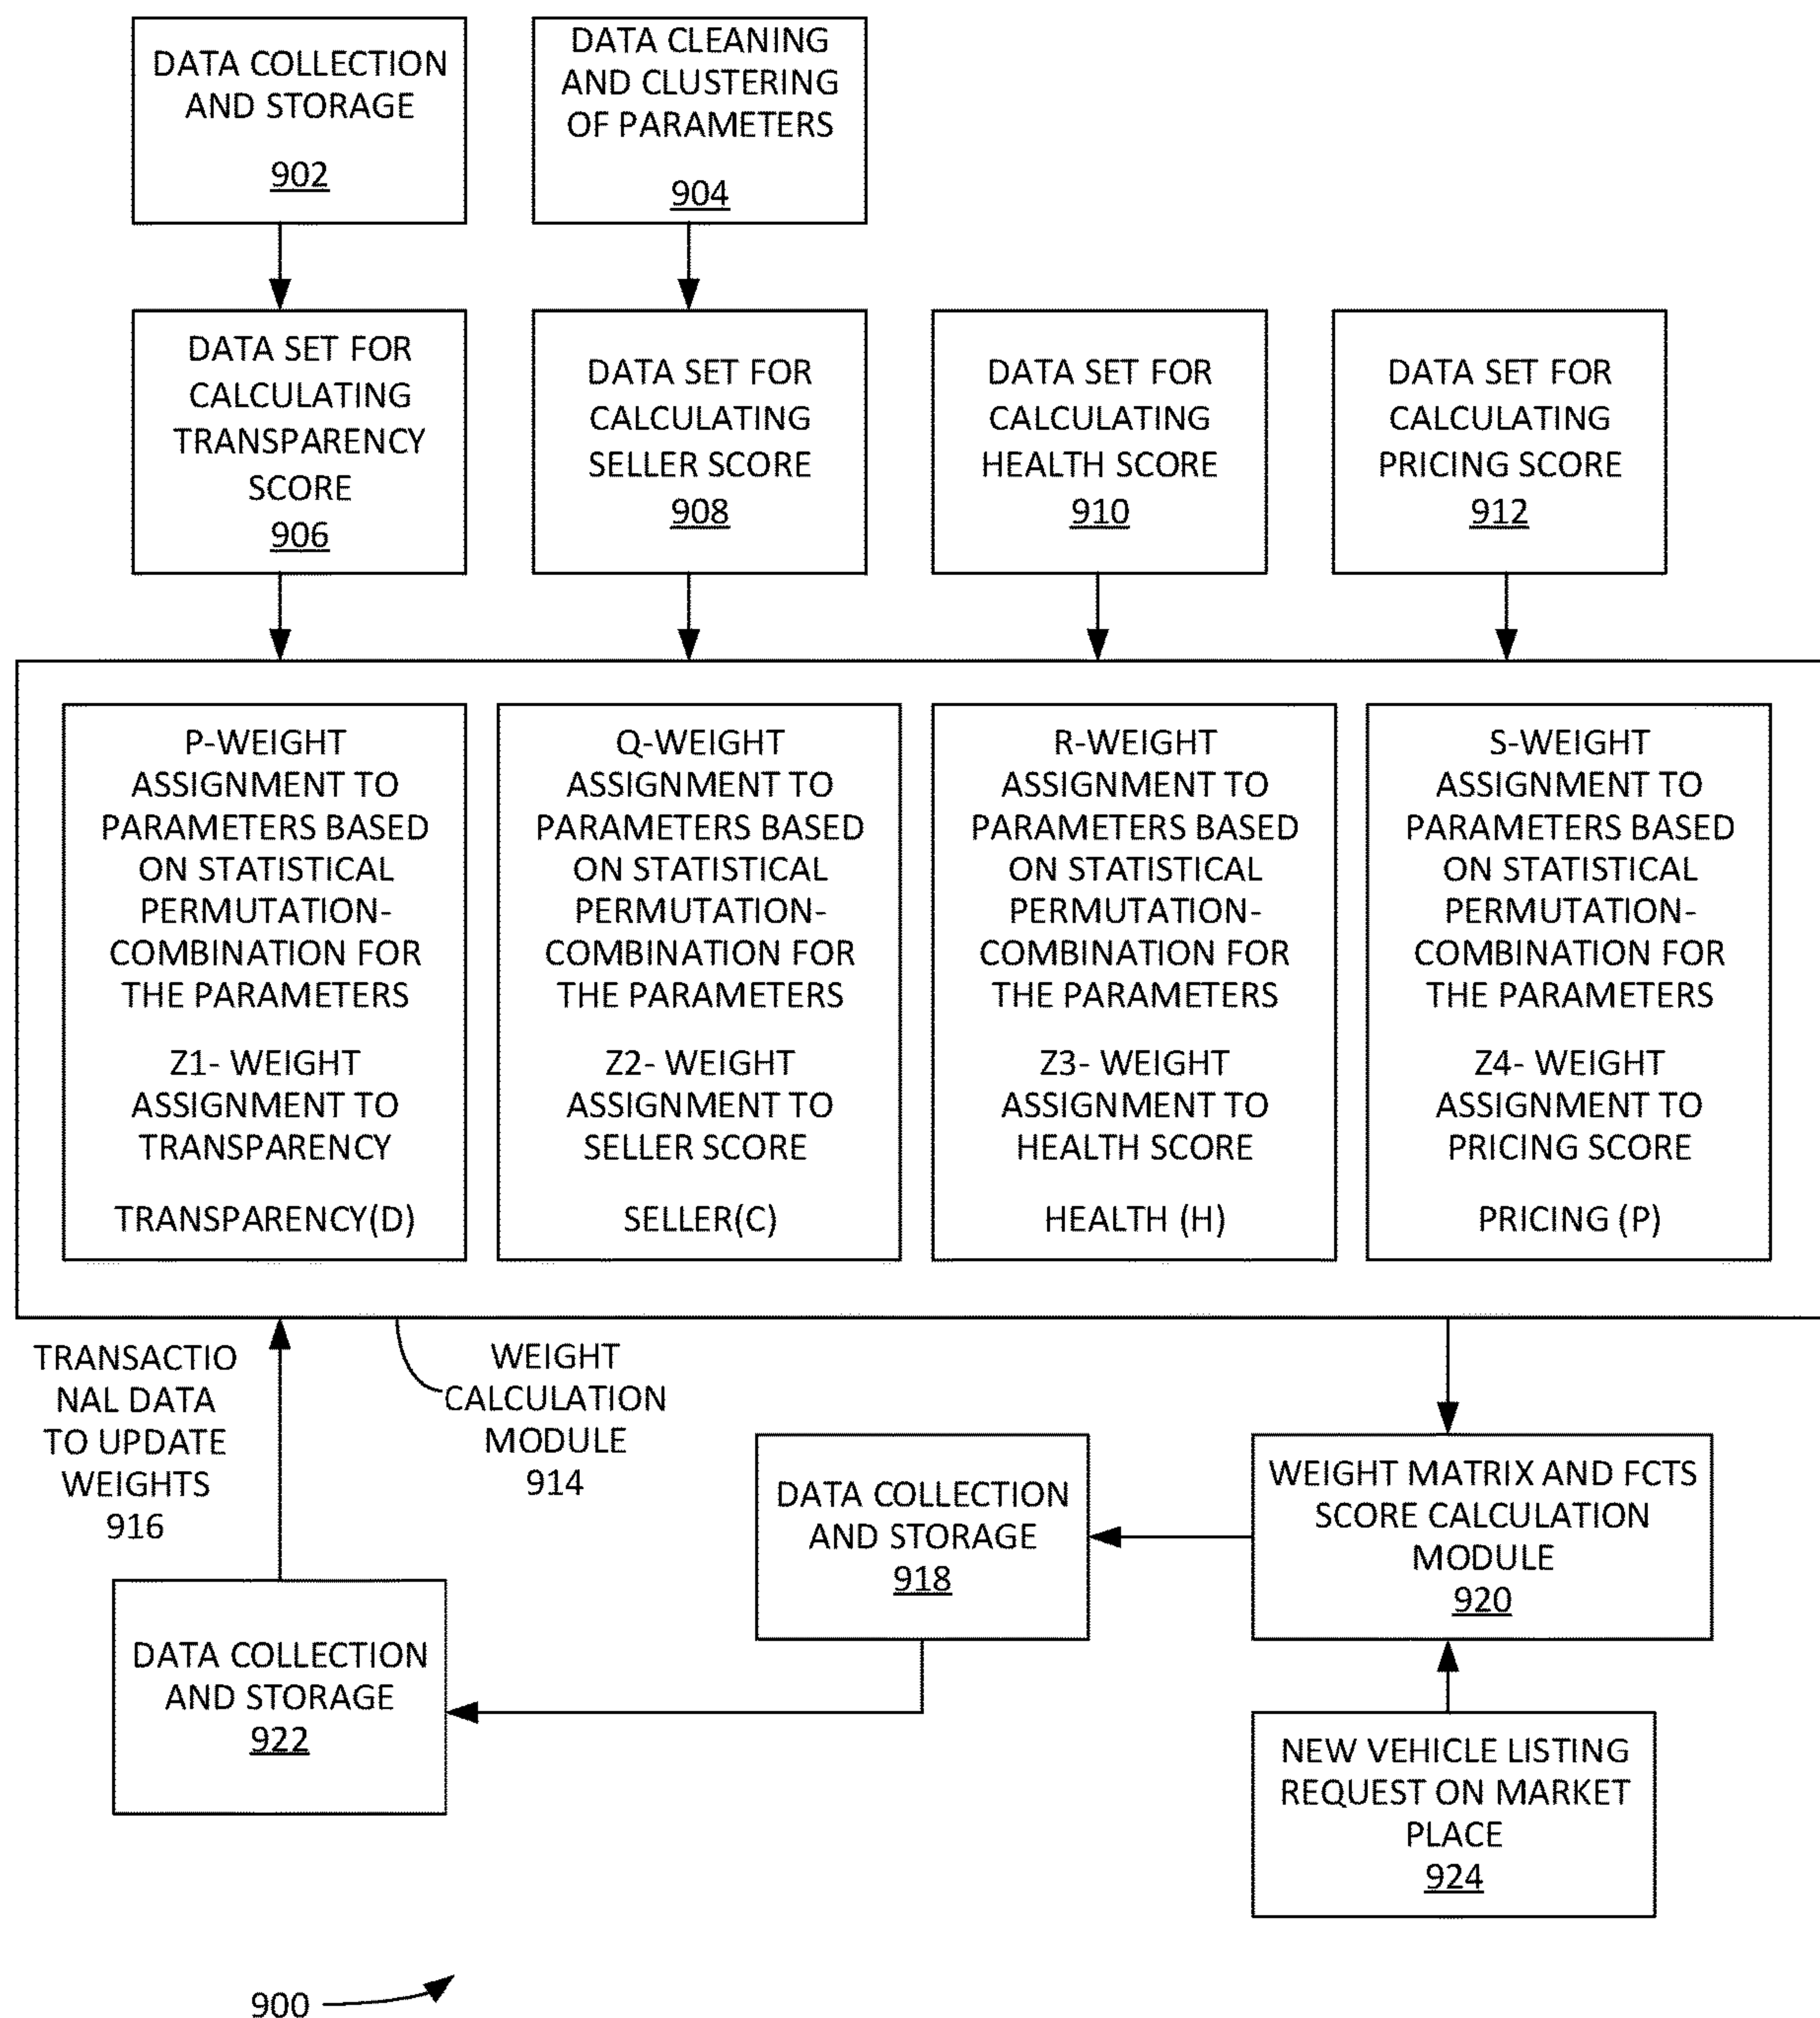 DATA COLLECTION
AND STORAGE
902
DATA CLEANING
AND CLUSTERING
OF PARAMETERS
904
DATA SET FOR
CALCULATING
TRANSPARENCY
SCORE
906
DATA SET FOR
CALCULATING
SELLER SCORE
908
DATA SET FOR
CALCULATING
HEALTH SCORE
910
DATA SET FOR
CALCULATING
PRICING SCORE
912
P-WEIGHT
ASSIGNMENT TO
PARAMETERS BASED
ON STATISTICAL
PERMUTATION-
COMBINATION FOR
THE PARAMETERS
Z1- WEIGHT
ASSIGNMENT TO
TRANSPARENCY
TRANSPARENCY(D)
Q-WEIGHT
ASSIGNMENT TO
PARAMETERS BASED
ON STATISTICAL
PERMUTATION-
COMBINATION FOR
THE PARAMETERS
Z2- WEIGHT
ASSIGNMENT TO
SELLER SCORE
SELLER(C)
R-WEIGHT
ASSIGNMENT TO
PARAMETERS BASED
ON STATISTICAL
PERMUTATION-
COMBINATION FOR
THE PARAMETERS
Z3- WEIGHT
ASSIGNMENT TO
HEALTH SCORE
HEALTH (H)
S-WEIGHT
ASSIGNMENT TO
PARAMETERS BASED
ON STATISTICAL
PERMUTATION-
COMBINATION FOR
THE PARAMETERS
Z4- WEIGHT
ASSIGNMENT TO
PRICING SCORE
PRICING (P)
TRANSACTIO
NAL DATA
TO UPDATE
WEIGHTS
916
WEIGHT
CALCULATION
MODULE
914
DATA COLLECTION
AND STORAGE
918
WEIGHT MATRIX AND FCTS
SCORE CALCULATION
MODULE
920
DATA COLLECTION
AND STORAGE
922
NEW VEHICLE LISTING
REQUEST ON MARKET
PLACE
924
900